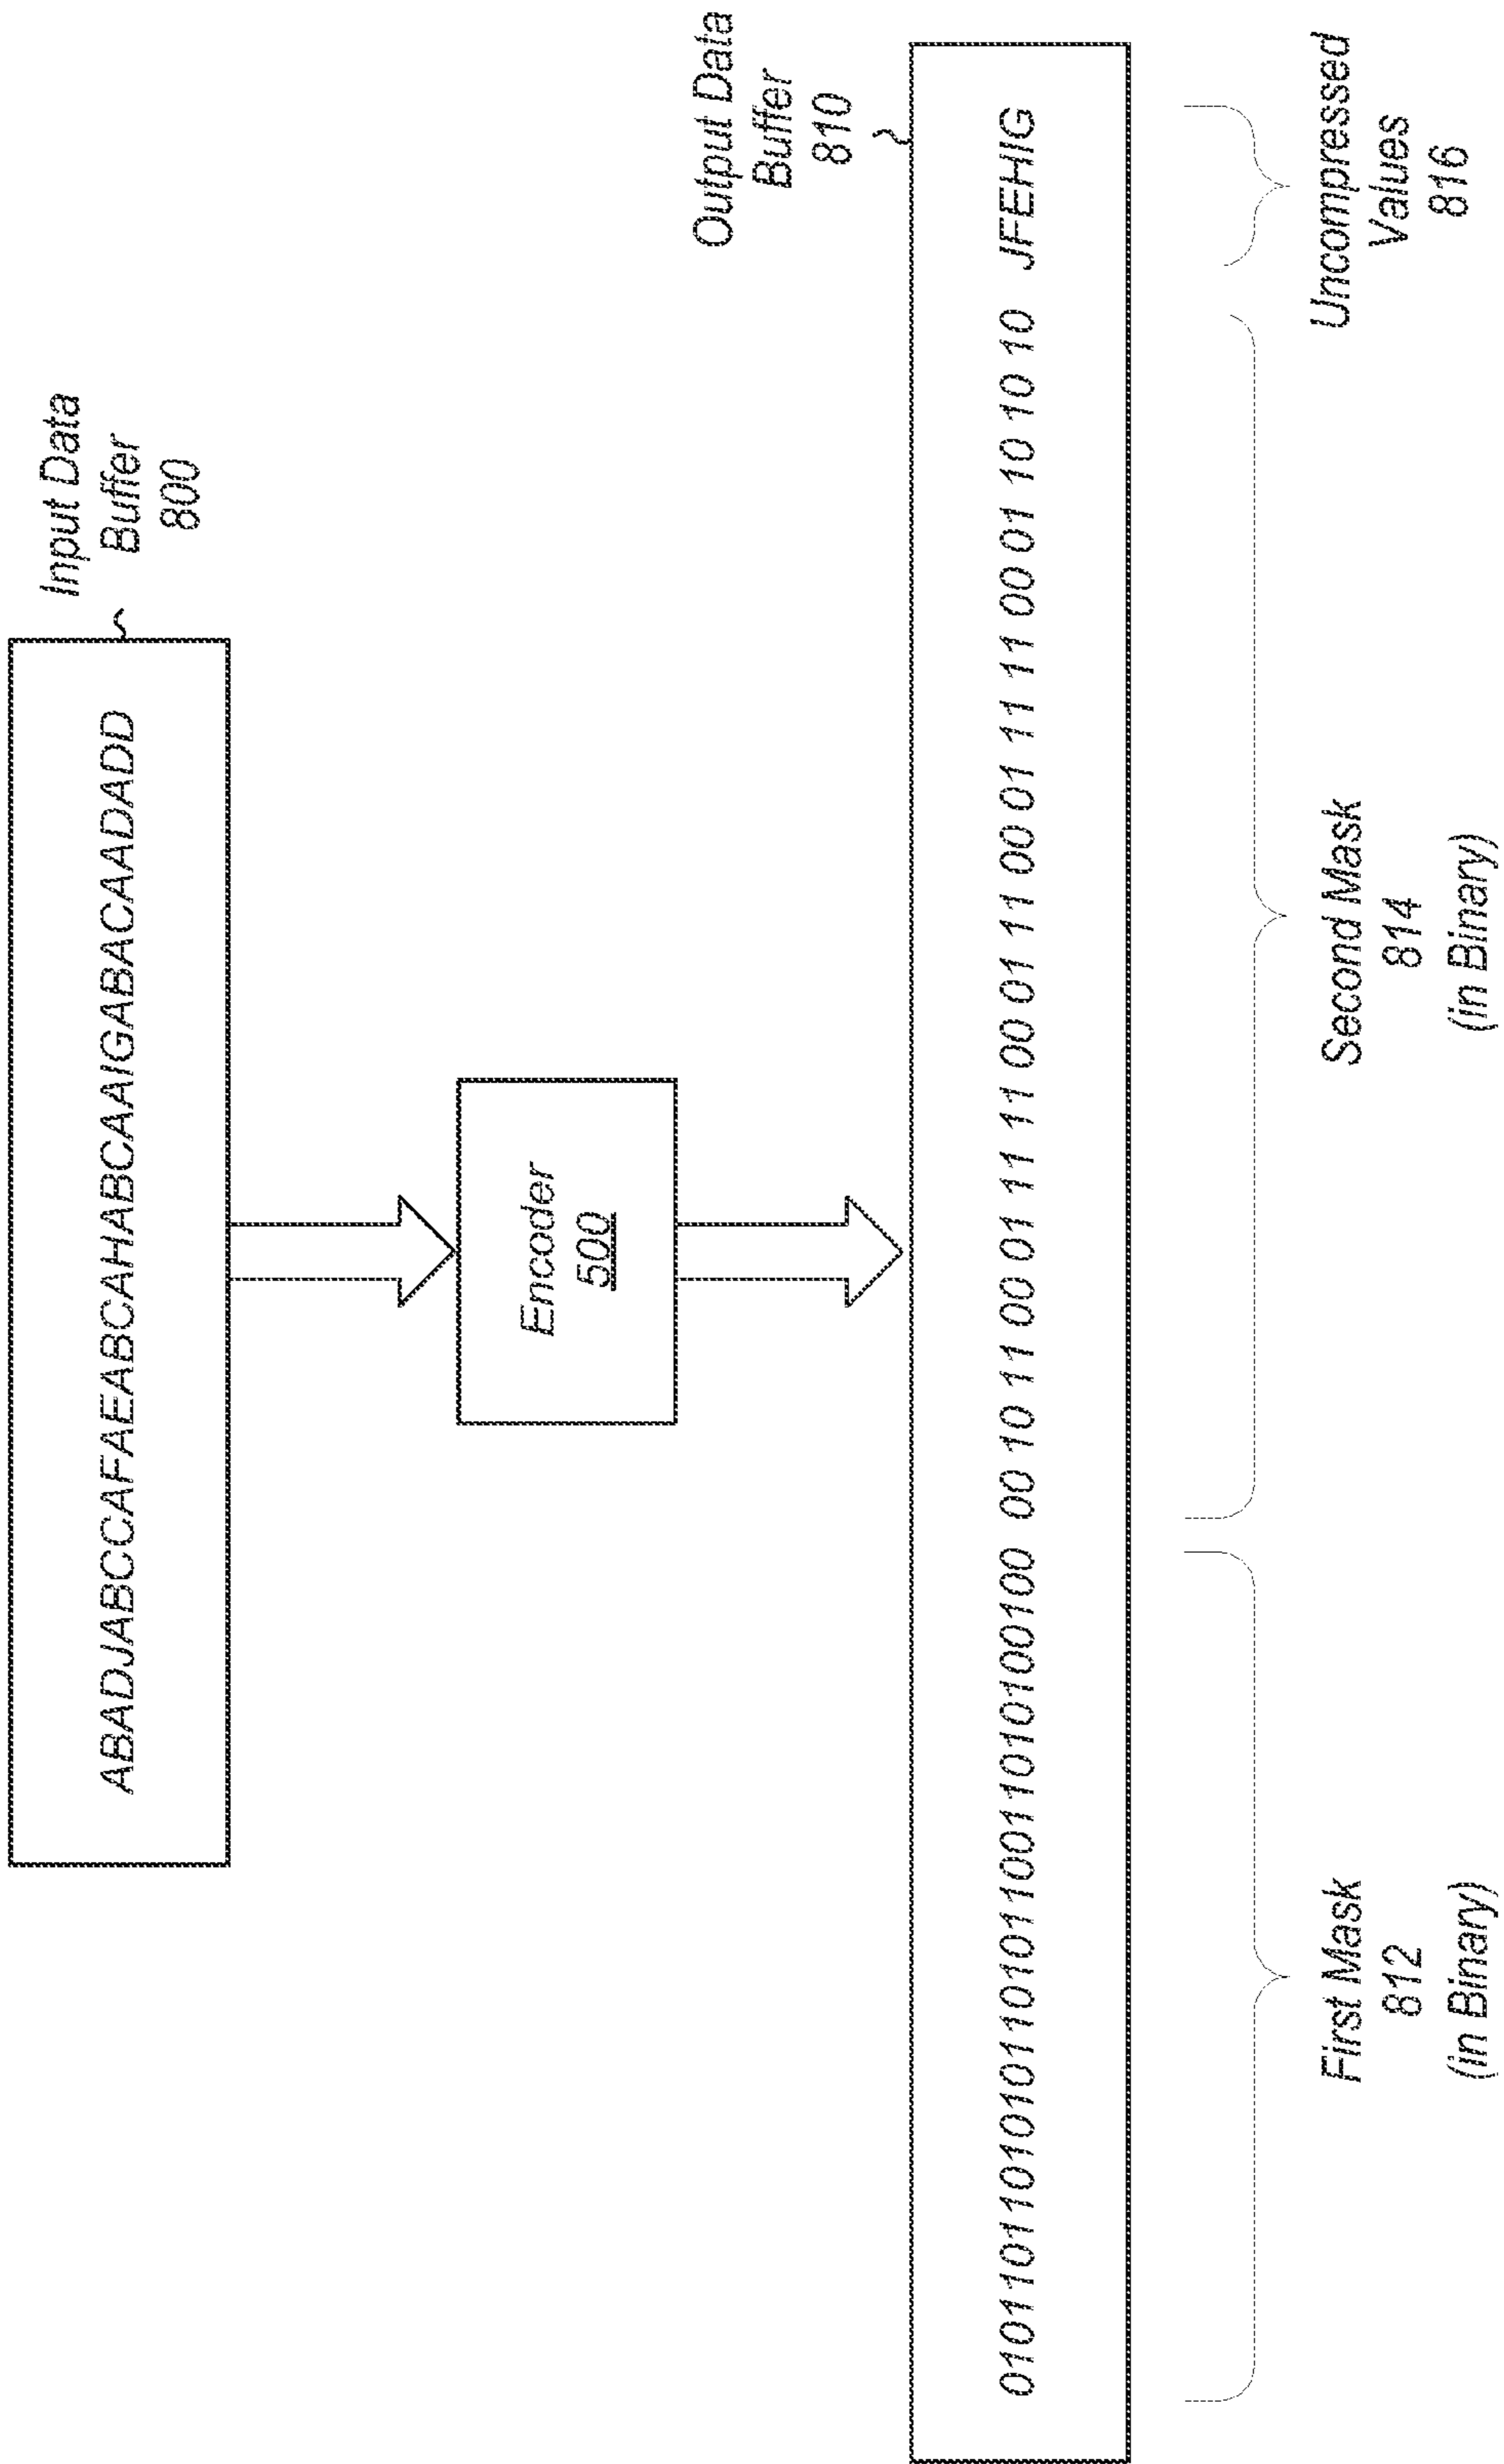 Input Data
Buffer
800
ABADJABCCAFAEABCAHABCAAIGABACAADADD
Encoder
500
Output Data
Buffer
810
00 10 11 00 01 11 11 00 01 11 00 01 11 11 00 01 10 10 10 JFEHIG
First Mask
812
(in Binary)
Second Mask
814
(in Binary)
Uncompressed
Values
816